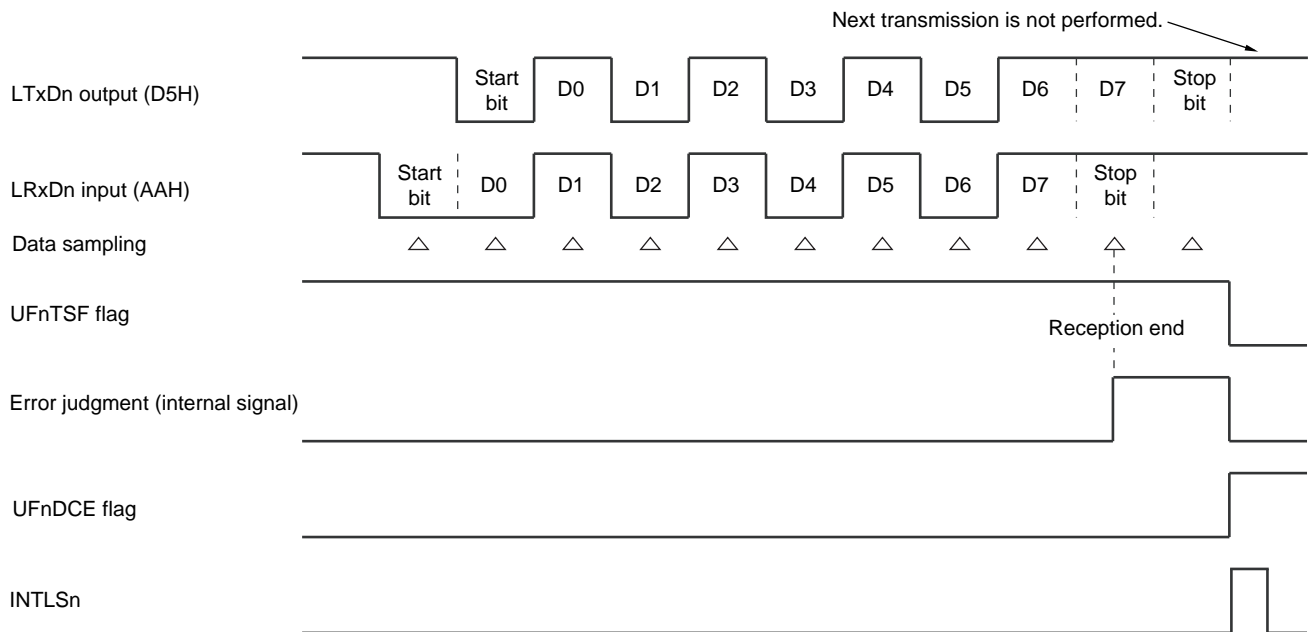 Next transmission is not performed.
LTxDn output (D5H)
Start
bit
D0
D1
D2
D3
D4
D5
D6
D7
Stop
bit
LRxDn input (AAH)
Start
bit
D0
D1
D2
D3
D4
D5
D6
D7
Stop
bit
Data sampling
UFnTSF flag
Reception end
Error judgment (internal signal)
UFnDCE flag
INTLSn